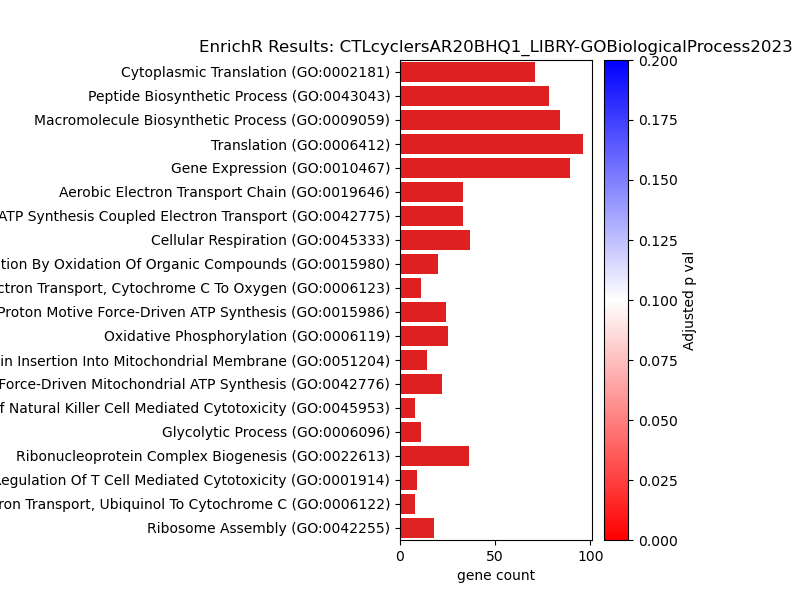 EnrichR Results: CTLcyclersAR20BHQ1_LIBRY-GOBiologicalProcess2023
Cytoplasmic Translation (GO:0002181)
Peptide Biosynthetic Process (GO:0043043)
Macromolecule Biosynthetic Process (GO:0009059)
Translation (GO:0006412)
Gene Expression (GO:0010467)
Aerobic Electron Transport Chain (GO:0019646)
ATP Synthesis Coupled Electron Transport (GO:0042775)
Cellular Respiration (GO:0045333)
tion By Oxidation Of Organic Compounds (GO:0015980)
ctron Transport, Cytochrome C To Oxygen (GO:0006123)
Proton Motive Force-Driven ATP Synthesis (GO:0015986)
Oxidative Phosphorylation (GO:0006119)
in Insertion Into Mitochondrial Membrane (GO:0051204)
Force-Driven Mitochondrial ATP Synthesis (GO:0042776)
f Natural Killer Cell Mediated Cytotoxicity (GO:0045953)
Glycolytic Process (GO:0006096)
Ribonucleoprotein Complex Biogenesis (GO:0022613)
egulation Of T Cell Mediated Cytotoxicity (GO:0001914)
ron Transport, Ubiquinol To Cytochrome C (GO:0006122)
Ribosome Assembly (GO:0042255)
0 50 100
gene count
0.200
0.175
0.150
0.125
0.100
0.075
0.050
0.025
0.000
Adjusted p val